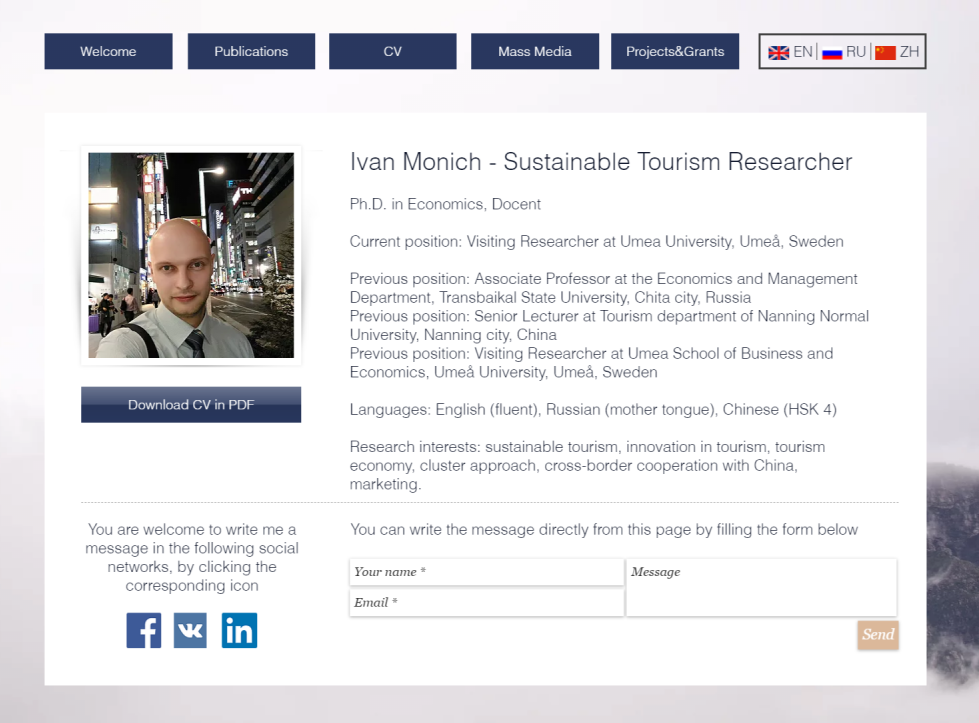 Welcome
Publications
CV
Mass Media
Projects&Grants
EN
RU
ZH
Ivan Monich - Sustainable Tourism Researcher
Ph.D. in Economics, Docent
Current position: Visiting Researcher at Umea University, Umeå, Sweden
Previous position: Associate Professor at the Economics and Management
Department, Transbaikal State University, Chita city, Russia
Previous position: Senior Lecturer at Tourism department of Nanning Normal
University, Nanning city, China
Previous position: Visiting Researcher at Umea School of Business and
Economics, Umeå University, Umeå, Sweden
Download CV in PDF
Languages: English (fluent), Russian (mother tongue), Chinese (HSK 4)
Research interests: sustainable tourism, innovation in tourism, tourism
economy, cluster approach, cross-border cooperation with China,
marketing.
You are welcome to write me a
message in the following social
networks, by clicking the
corresponding icon
You can write the message directly from this page by filling the form below
Your name *
Email *
Message
Send